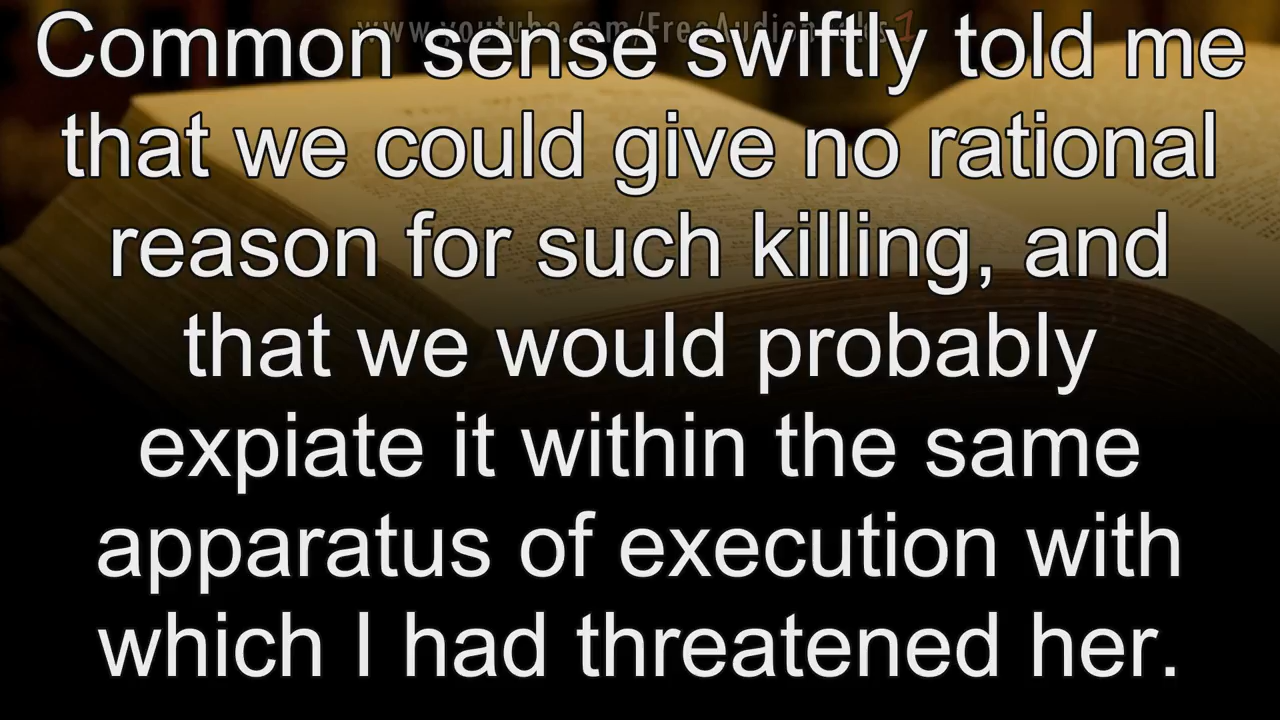 www.youtube.com/FreeAudioBooks1
Common sense swiftly told me
that we could give no rational
reason for such killing, and
that we would probably
expiate it within the same
apparatus of execution with
which I had threatened her.